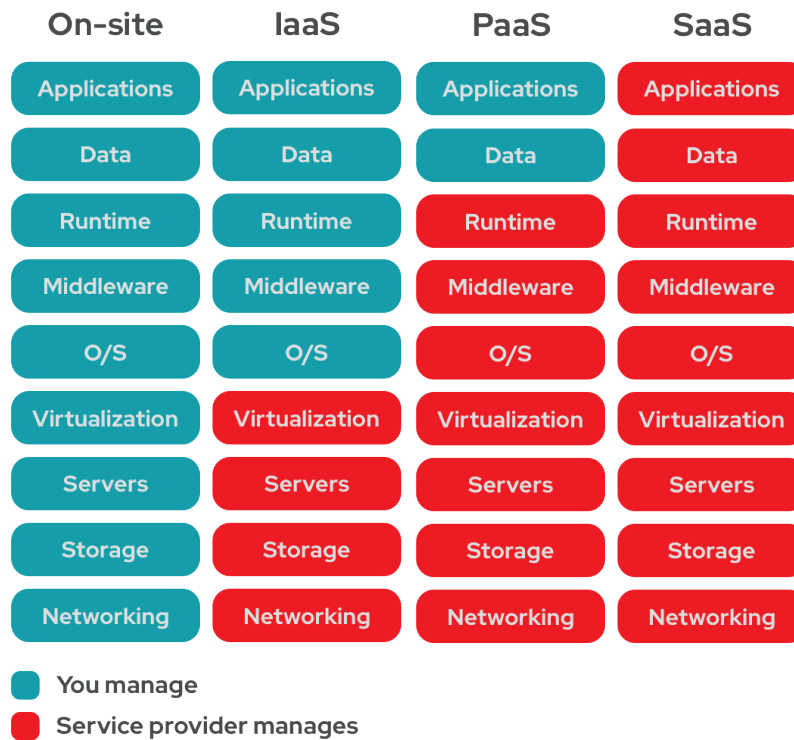 On-site IaaS PaaS SaaS
Applications Applications Applications Applications
Data Data Data Data
Runtime Runtime Runtime Runtime
Middleware Middleware Middleware Middleware
O/S O/S O/S O/S
Virtualization Virtualization Virtualization Virtualization
Servers Servers Servers Servers
Storage Storage Storage Storage
Networking Networking Networking Networking
You manage
Service provider manages